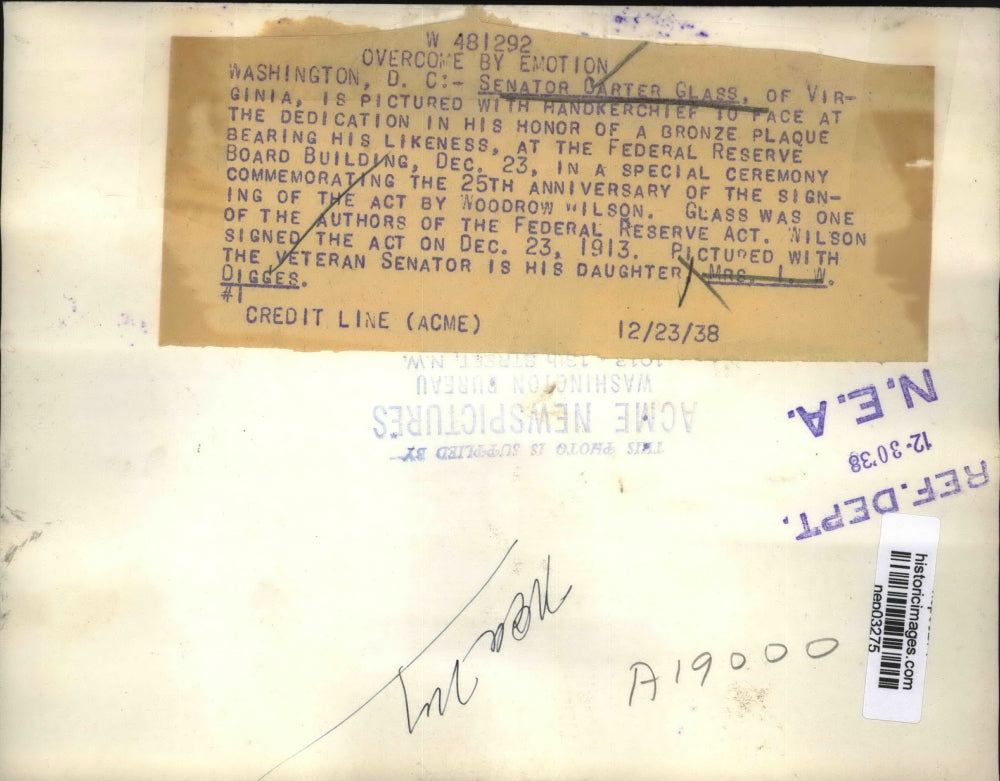 W 481292
OVERCOME BY EMOTION
WASHINGTON, D. C:- SENATOR CARTER GLASS, OF VIR-
GINIA, IS PICTURED WITH HANDKERCHIEF TO FACE AT
THE DEDICATION IN HIS HONOR OF A BRONZE PLAQUE
BEARING HIS LIKENESS, AT THE FEDERAL RESERVE
BOARD BUILDING, DEC. 23, IN A SPECIAL CEREMONY
COMMEMORATING THE 25TH ANNIVERSARY OF THE SIGN-
ING OF THE ACT BY WOODROW WILSON. GLASS WAS ONE
OF THE AUTHORS OF THE FEDERAL RESERVE ACT. WILSON
SIGNED THE ACT ON DEC. 23, 1913. PICTURED WITH
THE VETERAN SENATOR IS HIS DAUGHTER, MRS. J. W.
DIGGES.
#1
CREDIT LINE (ACME) 12/23/38
THIS PHOTO IS SUPPLIED BY
ACME NEWSPICTURES
WASHINGTON BUREAU
1013 - 13th STREET, N.W.
REF. DEPT.
12-30'38
N.E.A.
historicimages.com
nep03275
A19000